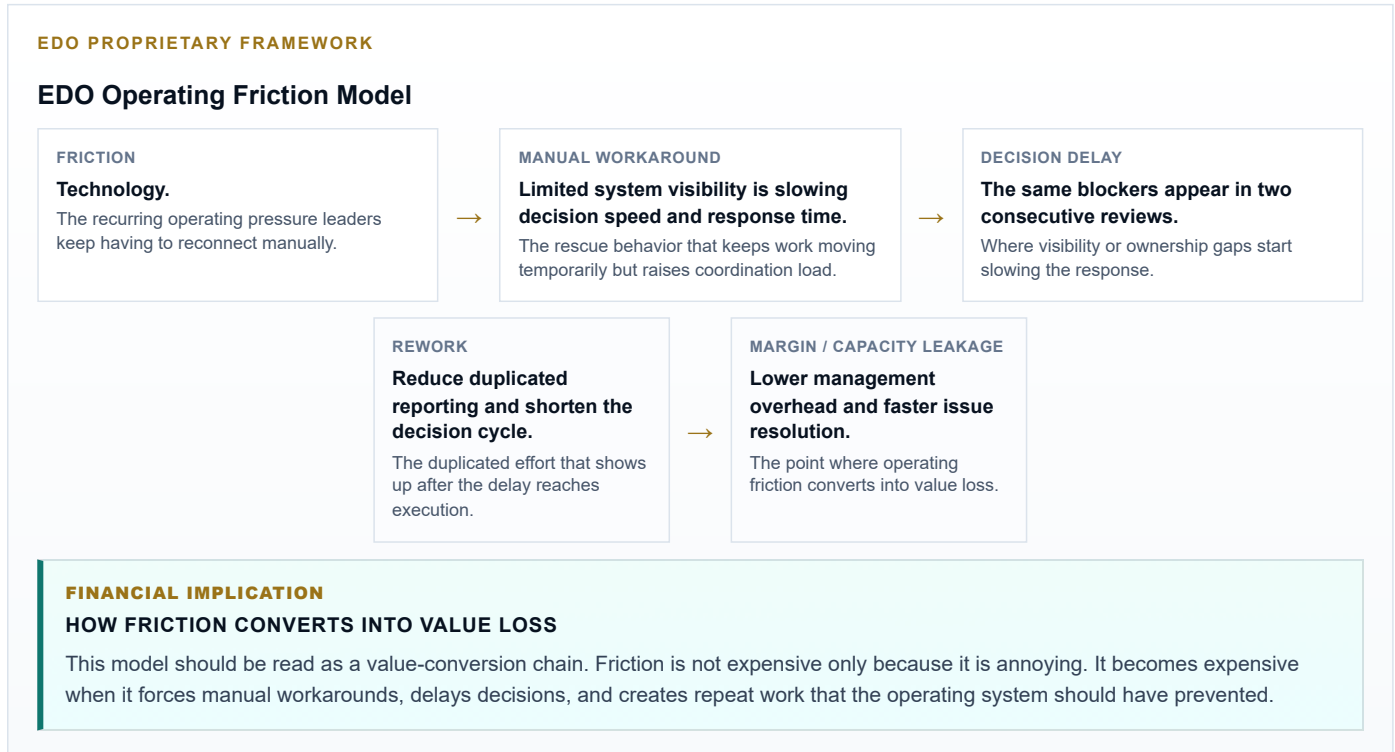 EDO PROPRIETARY FRAMEWORK
EDO Operating Friction Model
FRICTION
Technology.
The recurring operating pressure leaders
keep having to reconnect manually.
→
MANUAL WORKAROUND
Limited system visibility is slowing
decision speed and response time.
The rescue behavior that keeps work moving
temporarily but raises coordination load.
→
DECISION DELAY
The same blockers appear in two
consecutive reviews.
Where visibility or ownership gaps start
slowing the response.
REWORK
Reduce duplicated
reporting and shorten the
decision cycle.
The duplicated effort that shows
up after the delay reaches
execution.
→
MARGIN / CAPACITY LEAKAGE
Lower management
overhead and faster issue
resolution.
The point where operating
friction converts into value loss.
FINANCIAL IMPLICATION
HOW FRICTION CONVERTS INTO VALUE LOSS
This model should be read as a value-conversion chain. Friction is not expensive only because it is annoying. It becomes expensive
when it forces manual workarounds, delays decisions, and creates repeat work that the operating system should have prevented.